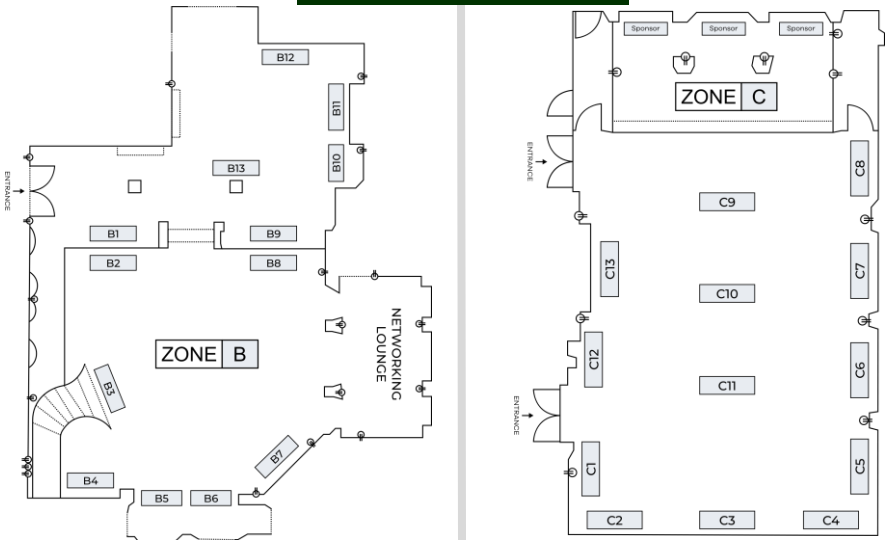 B12
B11
B10
B13
ENTRANCE
B1
B9
B2
B8
NETWORKING
LOUNGE
ZONE B
B3
B7
B4
B5
B6
Sponsor
Sponsor
Sponsor
ZONE C
ENTRANCE
C8
C9
C13
C7
C10
C12
C6
C11
ENTRANCE
C1
C5
C2
C3
C4